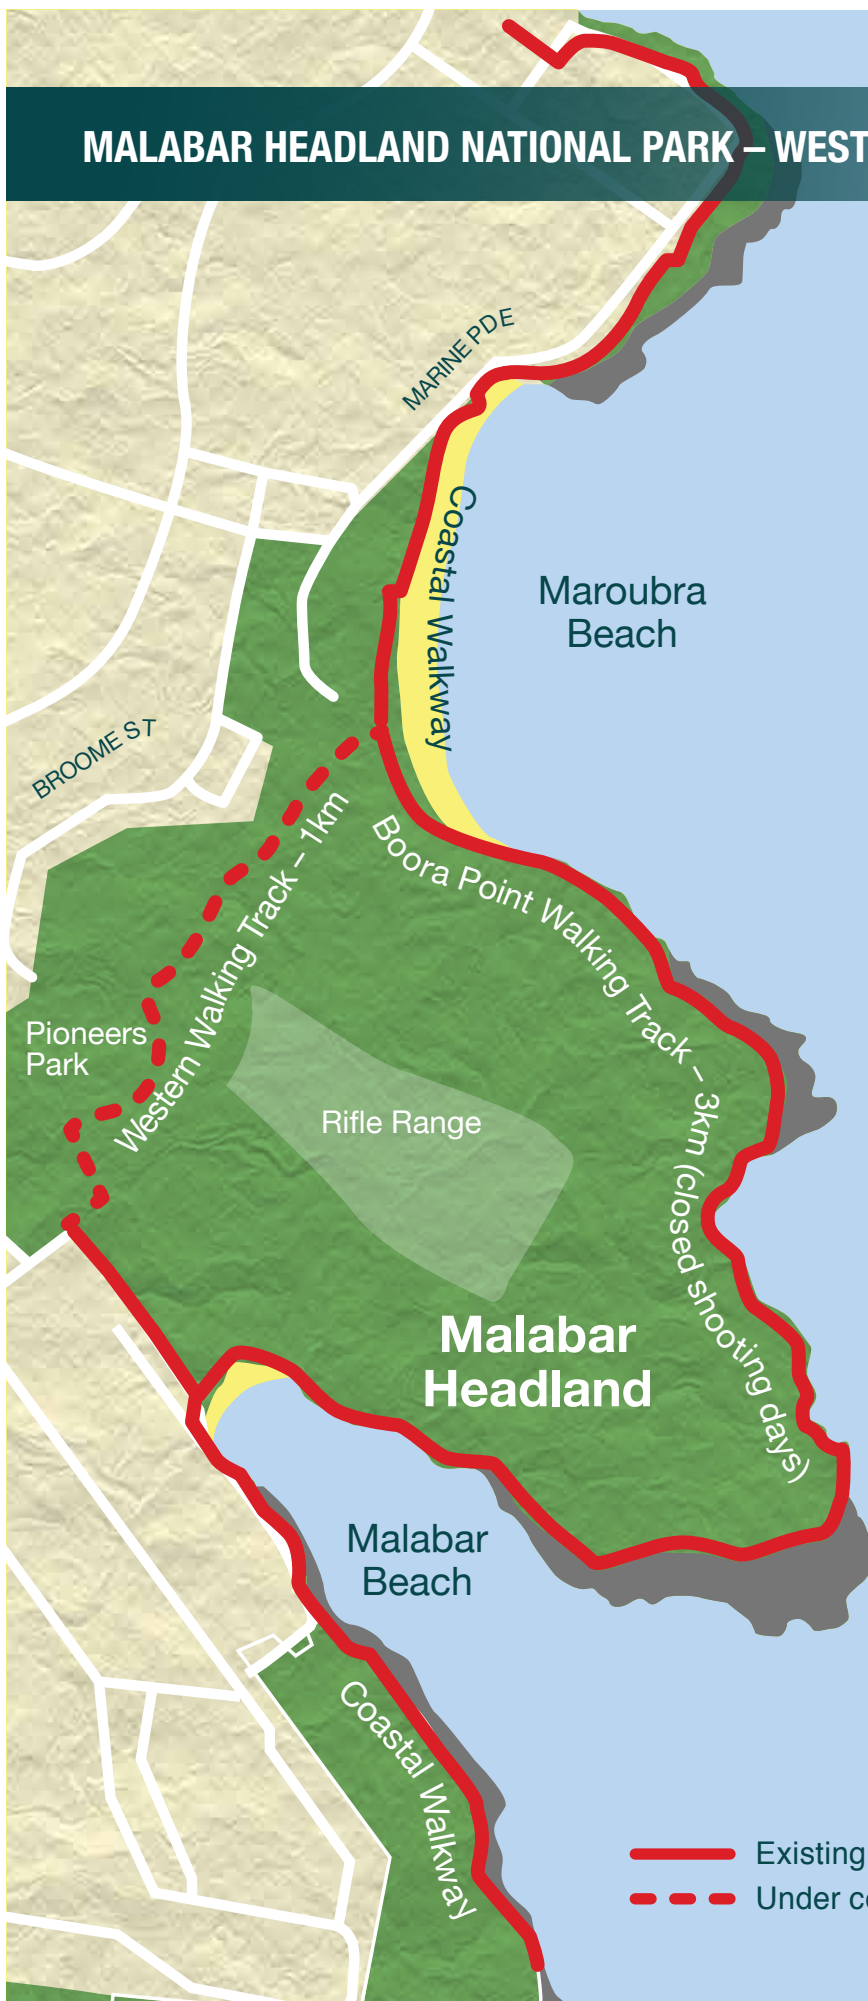 MALABAR HEADLAND NATIONAL PARK – WEST
MARINE PDE
Coastal Walkway
Maroubra
Beach
BROOME ST
Western Walking Track – 1km
Boora Point Walking Track – 3km (closed shooting days)
Pioneers
Park
Rifle Range
Malabar
Headland
Malabar
Beach
Coastal Walkway
Existing
Under co